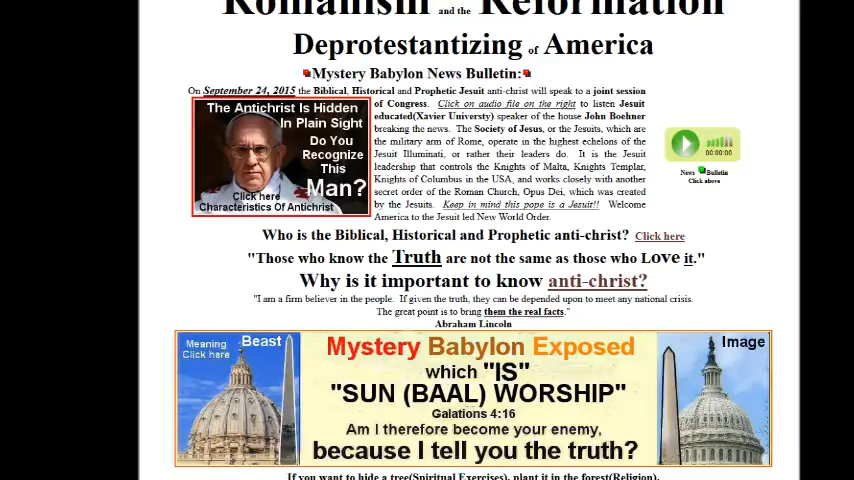 Romanism and the Reformation
Deprotestantizing of America
Mystery Babylon News Bulletin:
On September 24, 2015 the Biblical, Historical and Prophetic Jesuit anti-christ will speak to a joint session
of Congress. Click on audio file on the right to listen Jesuit
educated(Xavier Universty) speaker of the house John Boehner
breaking the news. The Society of Jesus, or the Jesuits, which are
the military arm of Rome, operate in the highest echelons of the
Jesuit Illuminati, or rather their leaders do. It is the Jesuit
leadership that controls the Knights of Malta, Knights Templar,
Knights of Columbus in the USA, and works closely with another
secret order of the Roman Church, Opus Dei, which was created
by the Jesuits. Keep in mind this pope is a Jesuit!! Welcome
America to the Jesuit led New World Order.
The Antichrist Is Hidden
In Plain Sight
Do You
Recognize
This
Man?
Click here
Characteristics Of Antichrist
00:00:00
News Bulletin
Click above
Who is the Biblical, Historical and Prophetic anti-christ? Click here
"Those who know the Truth are not the same as those who Love it."
Why is it important to know anti-christ?
"I am a firm believer in the people. If given the truth, they can be depended upon to meet any national crisis.
The great point is to bring them the real facts."
Abraham Lincoln
Meaning
Click here
Beast
Mystery Babylon Exposed
which "IS"
"SUN (BAAL) WORSHIP"
Galations 4:16
Am I therefore become your enemy,
because I tell you the truth?
Image
If you want to hide a tree(Spiritual Exercises), plant it in the forest(Religion).